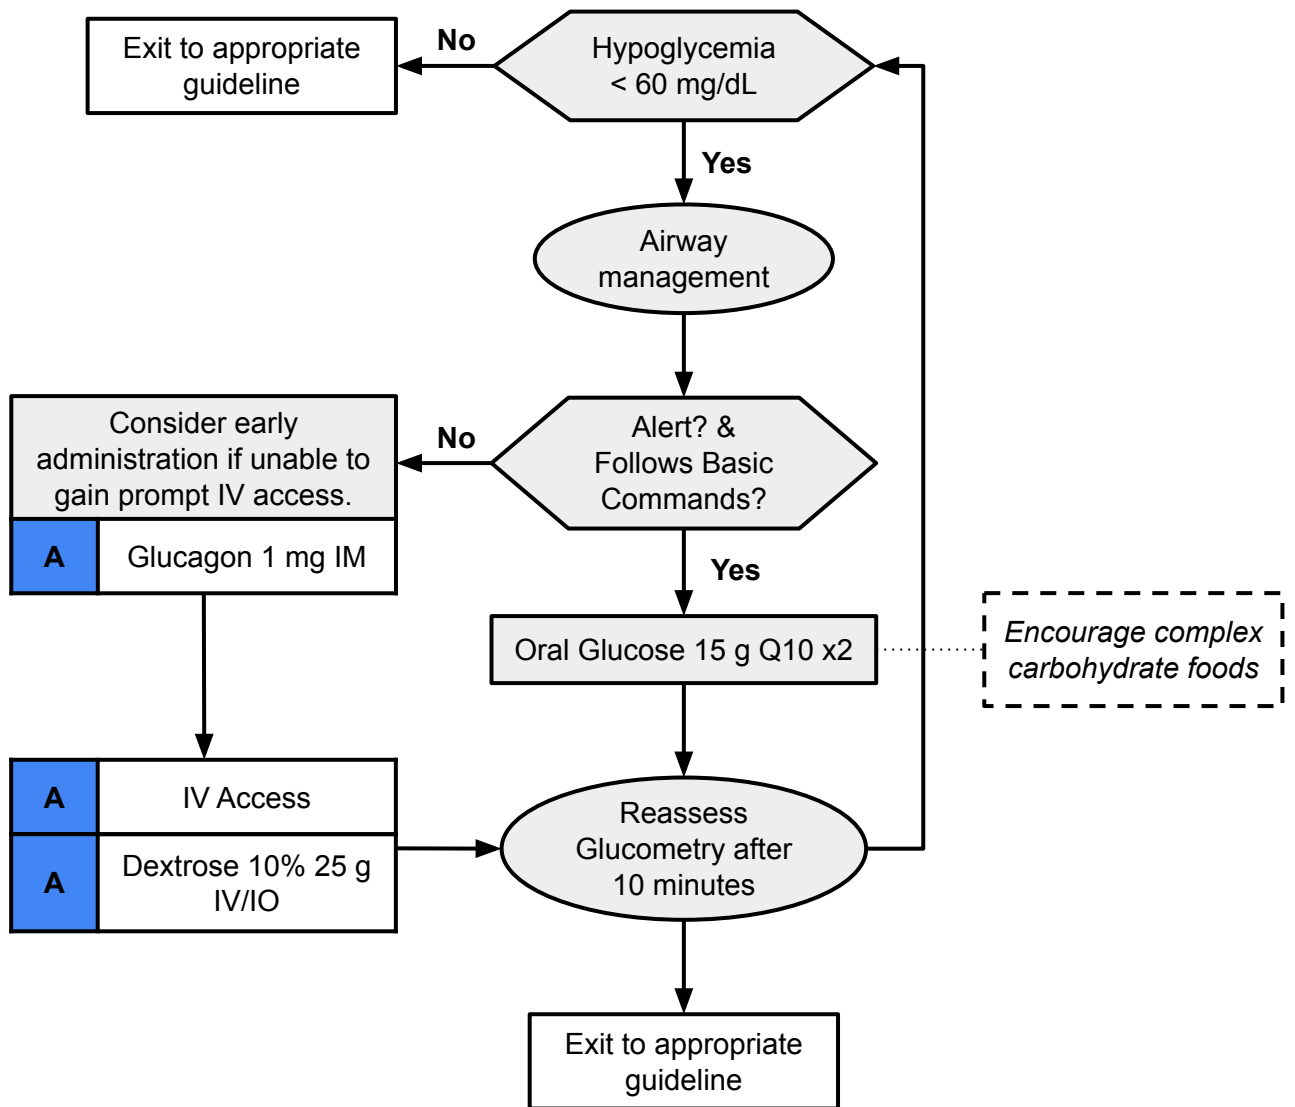 Exit to appropriate
guideline
No
Hypoglycemia
< 60 mg/dL
Yes
Airway
management
Consider early
administration if unable to
gain prompt IV access.
A
Glucagon 1 mg IM
No
Alert? &
Follows Basic
Commands?
Yes
Oral Glucose 15 g Q10 x2
Encourage complex
carbohydrate foods
A
IV Access
A
Dextrose 10% 25 g
IV/IO
Reassess
Glucometry after
10 minutes
Exit to appropriate
guideline